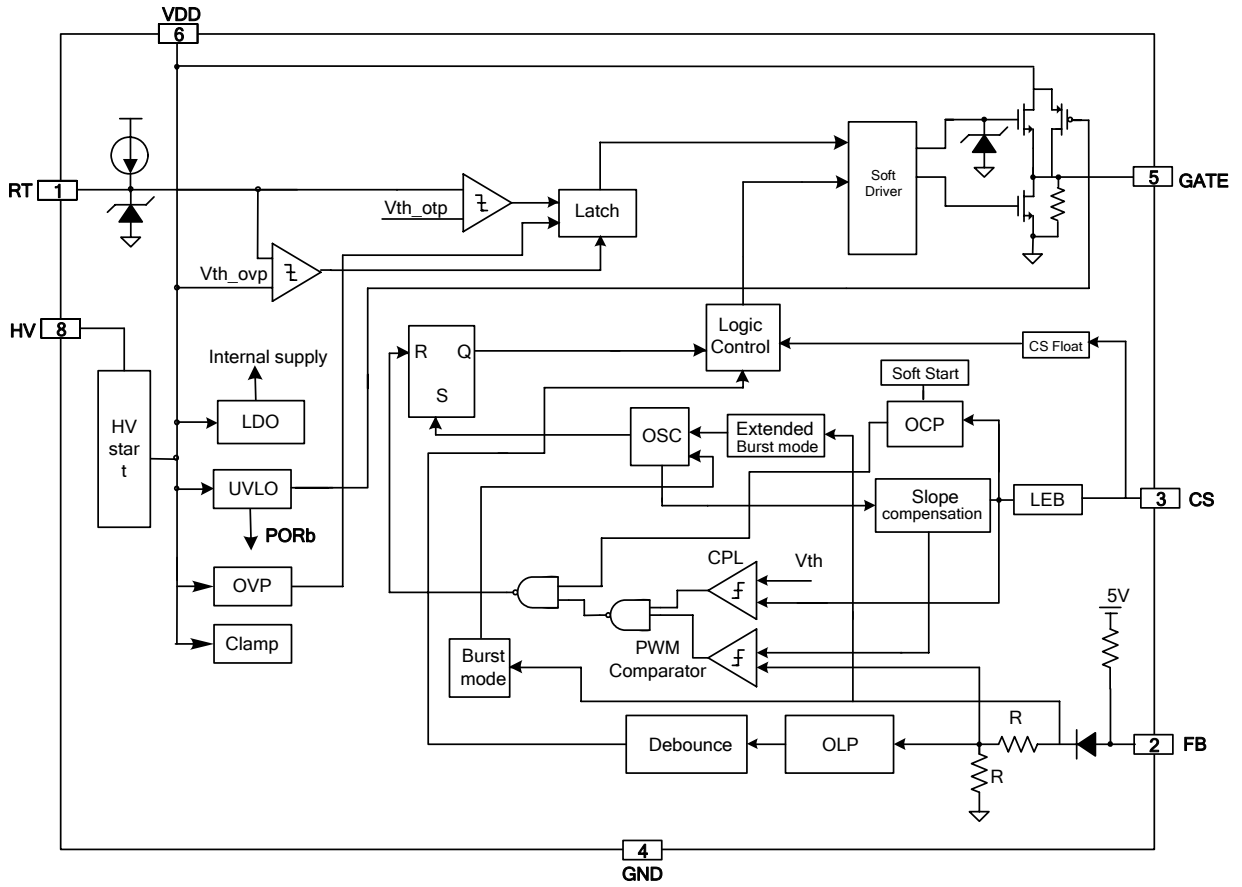 VDD
6
RT
1
Vth_otp
Latch
Soft
Driver
5
GATE
Vth_ovp
HV
8
Internal supply
R
Q
S
Logic
Control
CS Float
Soft Start
HV
star
t
LDO
OSC
Extended
Burst mode
OCP
UVLO
PORb
Slope
compensation
LEB
3
CS
OVP
CPL
Vth
5V
Clamp
Burst
mode
PWM
Comparator
R
Debounce
OLP
2
FB
R
4
GND